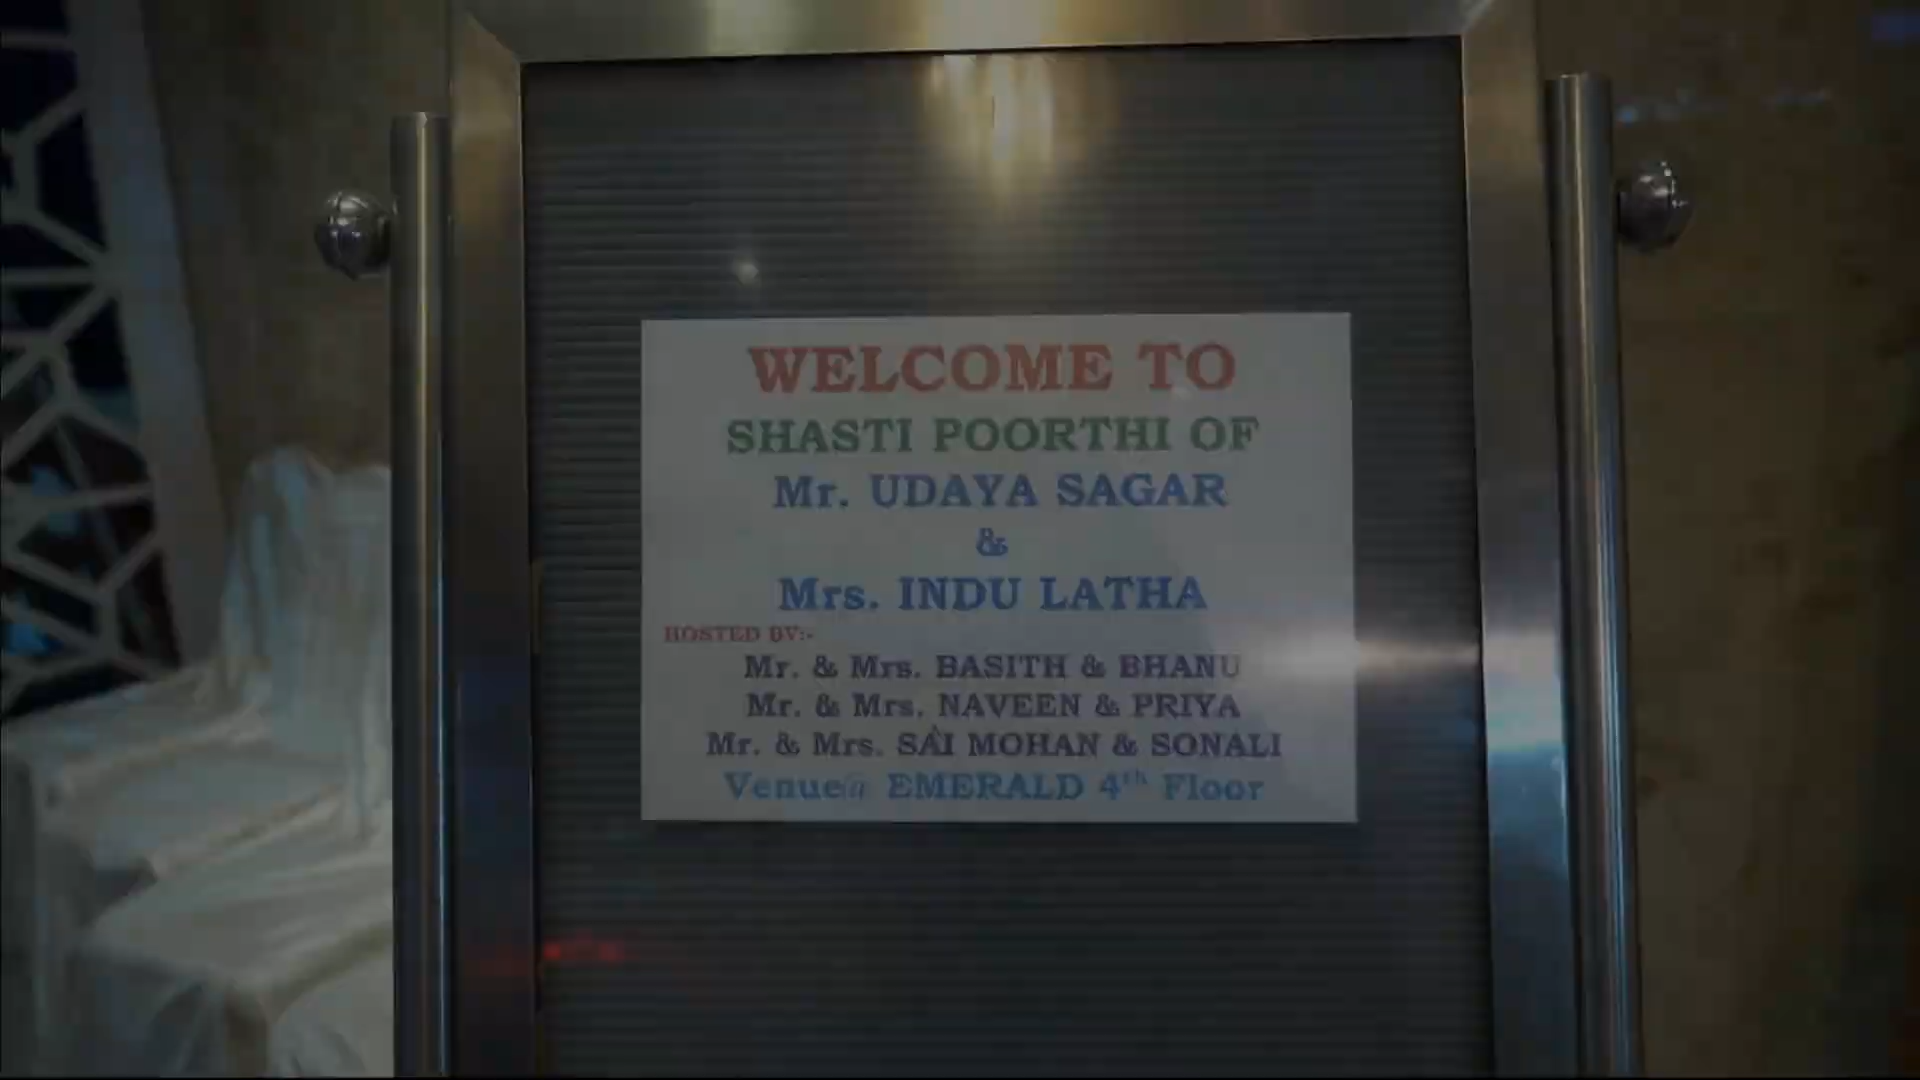 WELCOME TO
SHASTI POORTHI OF
Mr. UDAYA SAGAR
&
Mrs. INDU LATHA
HOSTED BY:-
Mr. & Mrs. BASITH & BHANU
Mr. & Mrs. NAVEEN & PRIYA
Mr. & Mrs. SAI MOHAN & SONALI
Venue@ EMERALD 4th Floor